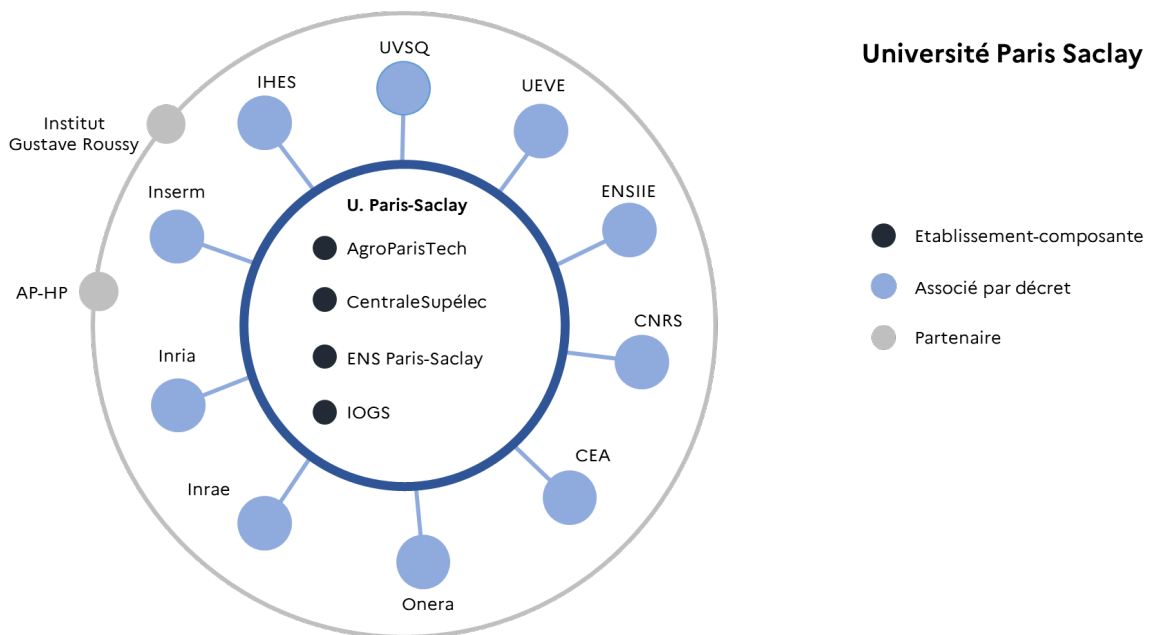 Université Paris Saclay
UVSQ
IHES
UEVE
Institut
Gustave Roussy
Inserm
ENSIIE
U. Paris-Saclay
AgroParisTech
CentraleSupélec
ENS Paris-Saclay
IOGS
AP-HP
CNRS
Inria
CEA
Inrae
Onera
Etablissement-composante
Associé par décret
Partenaire